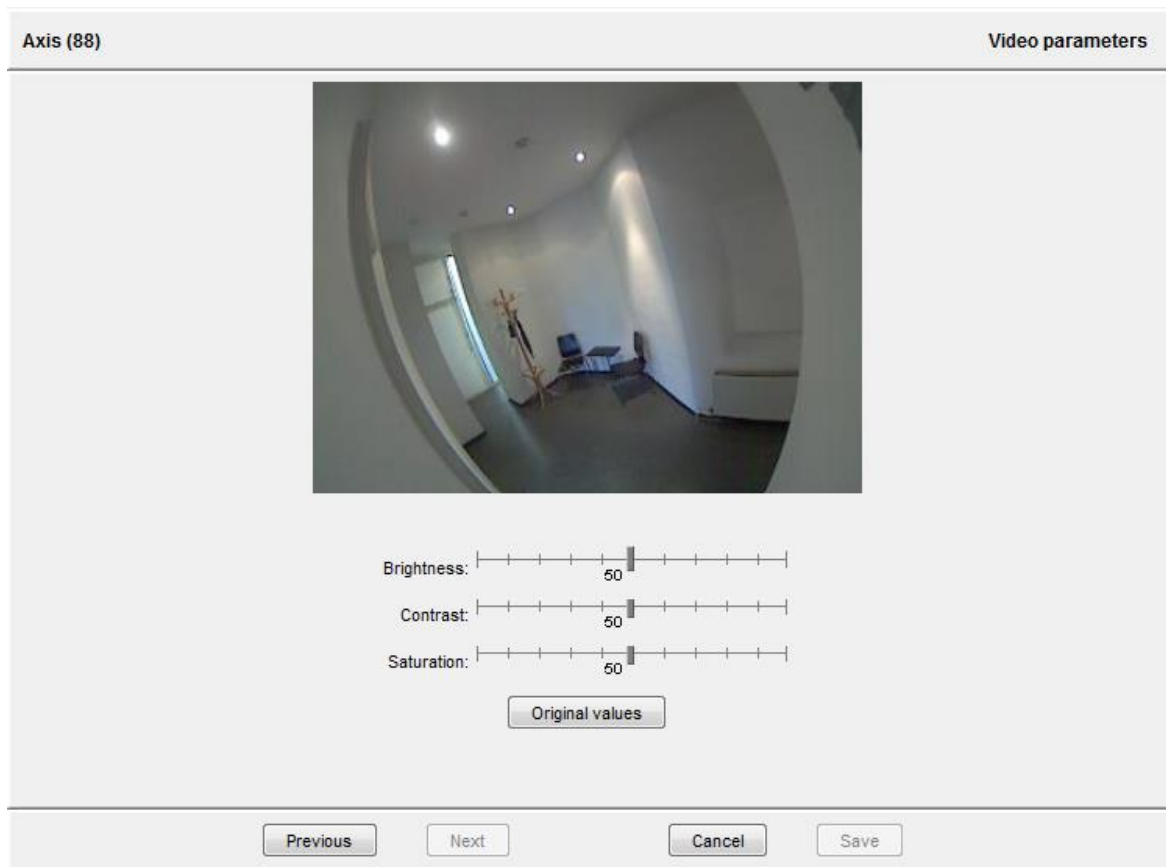 Axis (88)
Video parameters
Brightness:
50
Contrast:
50
Saturation:
50
Original values
Previous
Next
Cancel
Save